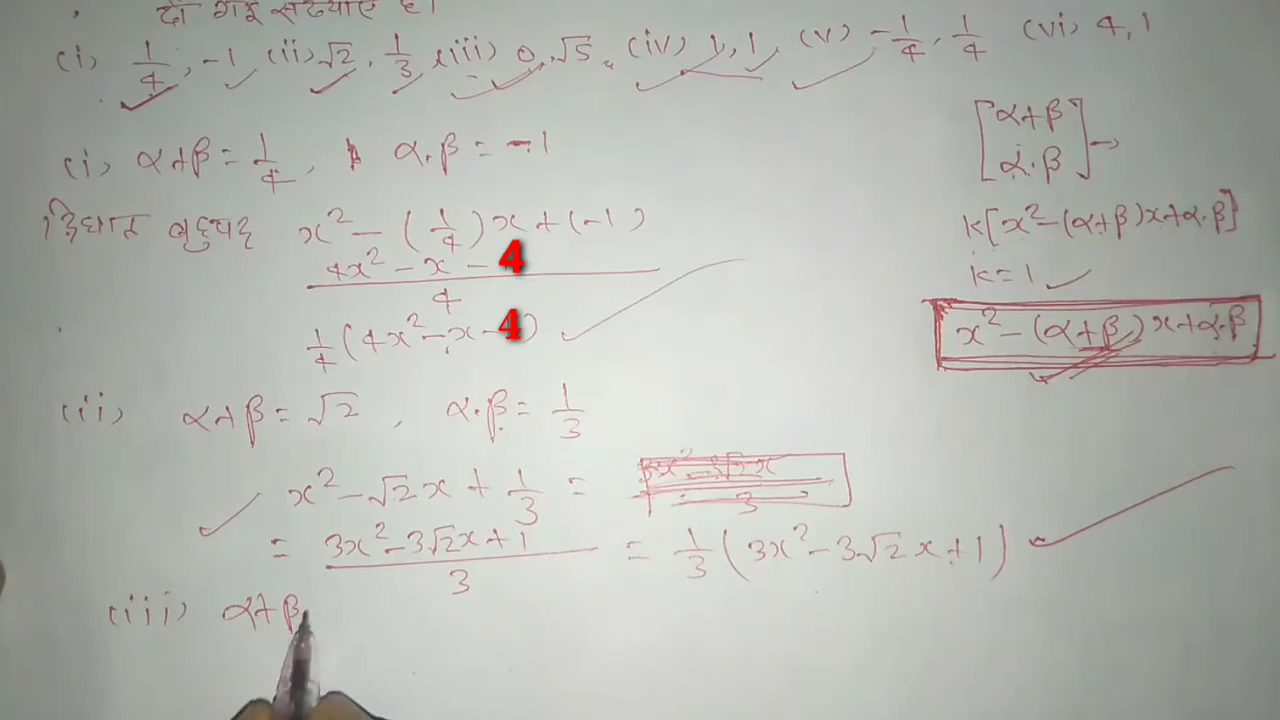 दी गई संख्याएँ है।
(i) 1/4, -1 (ii) √2, 1/3 (iii) 0, √5 (iv) 1, 1 (v) -1/4, 1/4 (vi) 4, 1
(i) α+β = 1/4, α.β = -1
द्विघात बहुपद x² - (1/4)x + (-1)
4x² - x - 4
4
1/4 (4x² - x - 4)
[α+β
α.β] →
k[x² - (α+β)x + α.β]
k = 1
x² - (α+β)x + α.β
(ii) α+β = √2, α.β = 1/3
x² - √2x + 1/3 =
= 3x² - 3√2x + 1 / 3 = 1/3 (3x² - 3√2x + 1)
(iii) α+β